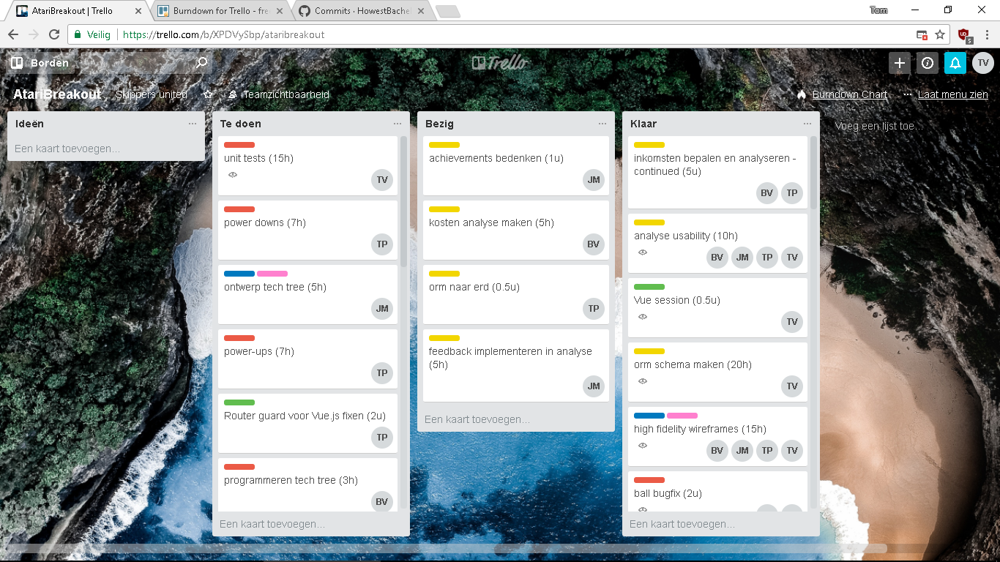 AtariBreakout | Trello
Burndown for Trello - fre
Commits · HowestBachel
Tom
Veilig
https://trello.com/b/XPDVySbp/ataribreakout
5
Borden
Trello
TV
AtariBreakout
Skippers united
Teamzichtbaarheid
Burndown Chart
... Laat menu zien
Ideën
Een kaart toevoegen...
Te doen
unit tests (15h)
TV
power downs (7h)
TP
ontwerp tech tree (5h)
JM
power-ups (7h)
TP
Router guard voor Vue.js fixen (2u)
TP
programmeren tech tree (3h)
BV
Een kaart toevoegen...
Bezig
achievements bedenken (1u)
JM
kosten analyse maken (5h)
BV
orm naar erd (0.5u)
TP
feedback implementeren in analyse
(5h)
JM
Een kaart toevoegen...
Klaar
inkomsten bepalen en analyseren -
continued (5u)
BV TP
analyse usability (10h)
BV JM TP TV
Vue session (0.5u)
TV
orm schema maken (20h)
TV
high fidelity wireframes (15h)
BV JM TP TV
ball bugfix (2u)
Een kaart toevoegen...
Voeg een lijst toe...